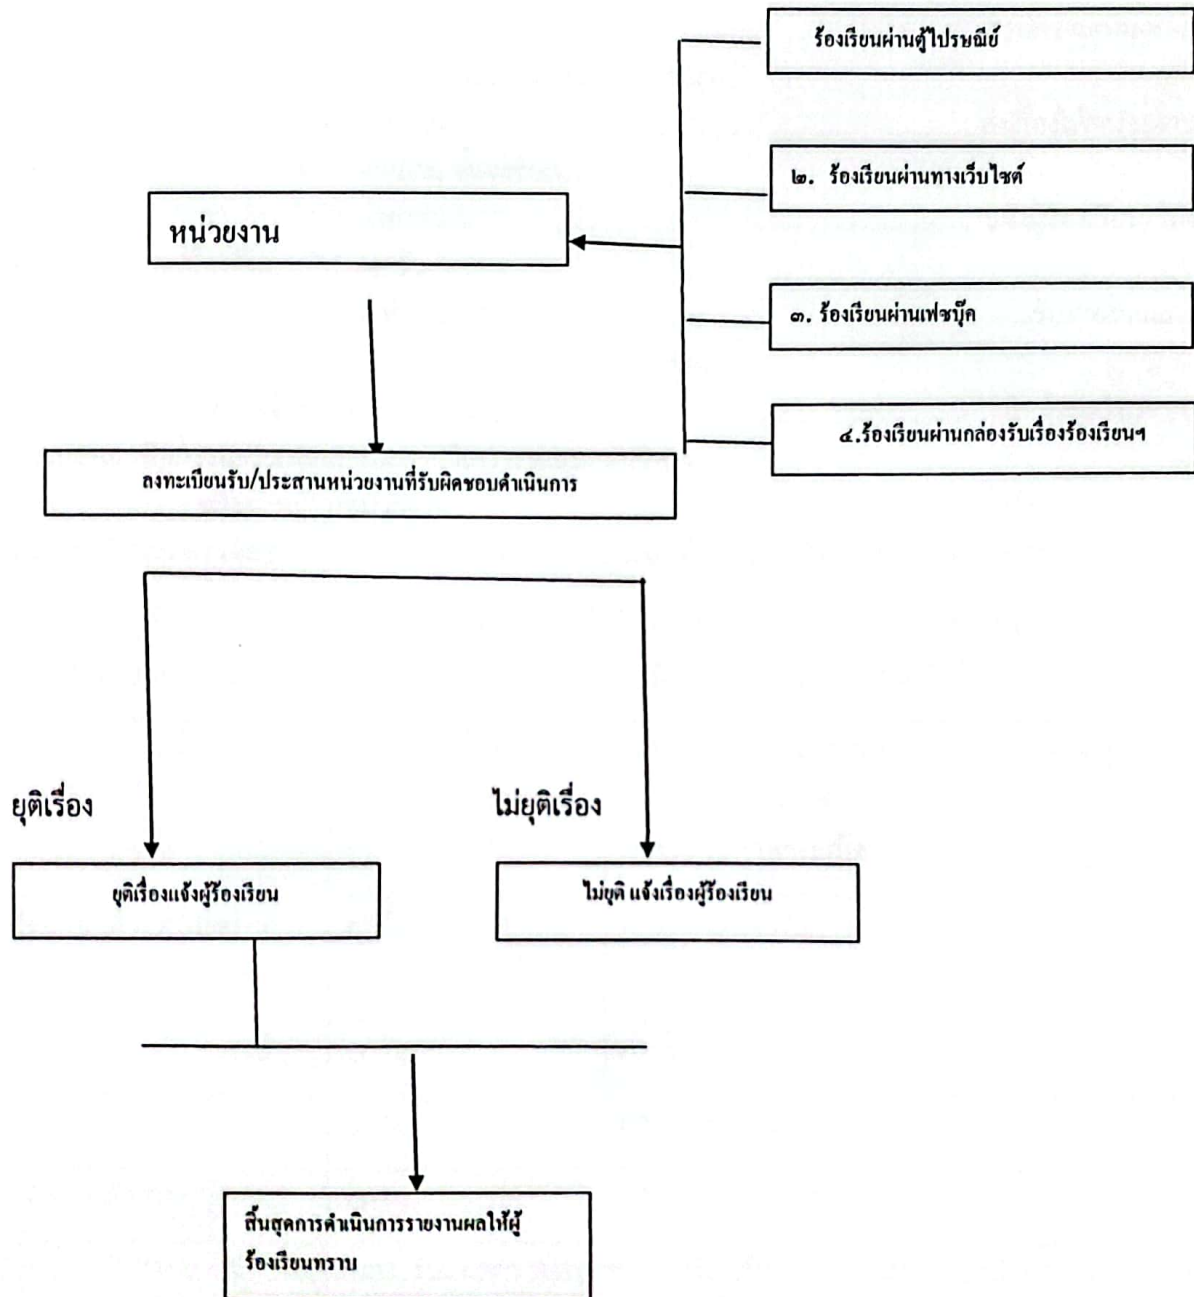 ร้องเรียนผ่านตู้ไปรษณีย์
๒. ร้องเรียนผ่านทางเว็บไซต์
หน่วยงาน
๓. ร้องเรียนผ่านเฟซบุ๊ค
๔.ร้องเรียนผ่านกล่องรับเรื่องร้องเรียนฯ
ลงทะเบียนรับ/ประสานหน่วยงานที่รับผิดชอบดำเนินการ
ยุติเรื่อง
ไม่ยุติเรื่อง
ยุติเรื่องแจ้งผู้ร้องเรียน
ไม่ยุติ แจ้งเรื่องผู้ร้องเรียน
สิ้นสุดการดำเนินการรายงานผลให้ผู้
ร้องเรียนทราบ